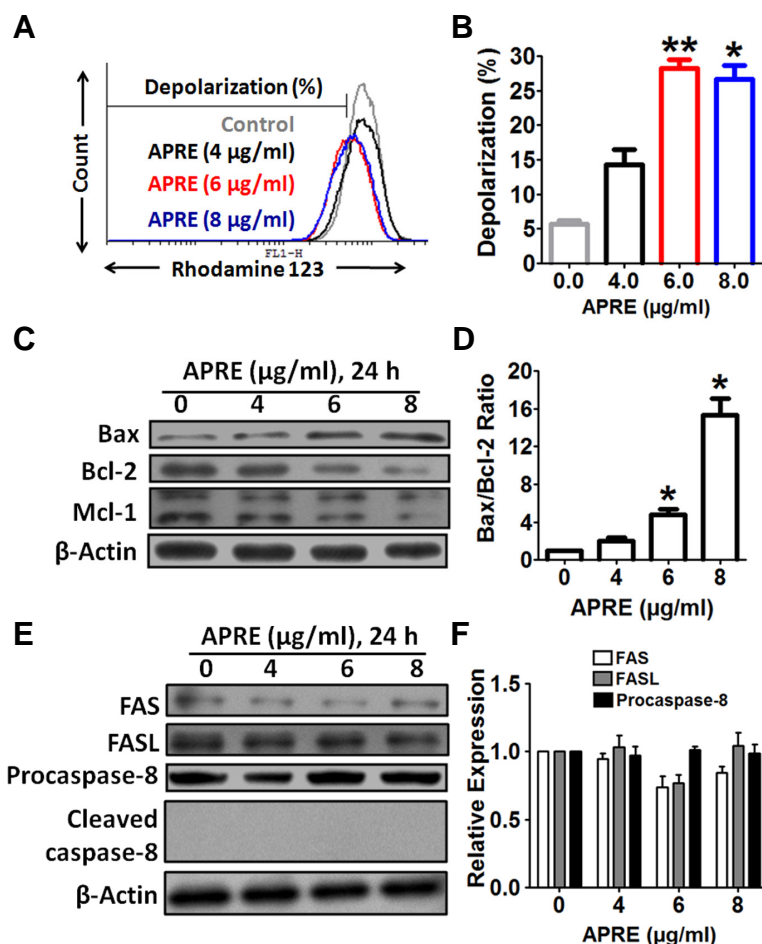 A
Depolarization (%)
Control
APRE (4 µg/ml)
APRE (6 µg/ml)
APRE (8 µg/ml)
Count
FL1-H
Rhodamine 123
B
** *
30
25
20
15
10
5
0
Depolarization (%)
0.0 4.0 6.0 8.0
APRE (µg/ml)
C
APRE (µg/ml), 24 h
0 4 6 8
Bax
Bcl-2
Mcl-1
β-Actin
D
20
16
12
8
4
0
* *
Bax/Bcl-2 Ratio
0 4 6 8
APRE (µg/ml)
E
APRE (µg/ml), 24 h
0 4 6 8
FAS
FASL
Procaspase-8
Cleaved
caspase-8
β-Actin
F
FAS
FASL
Procaspase-8
1.5
1.0
0.5
0.0
Relative Expression
0 4 6 8
APRE (µg/ml)